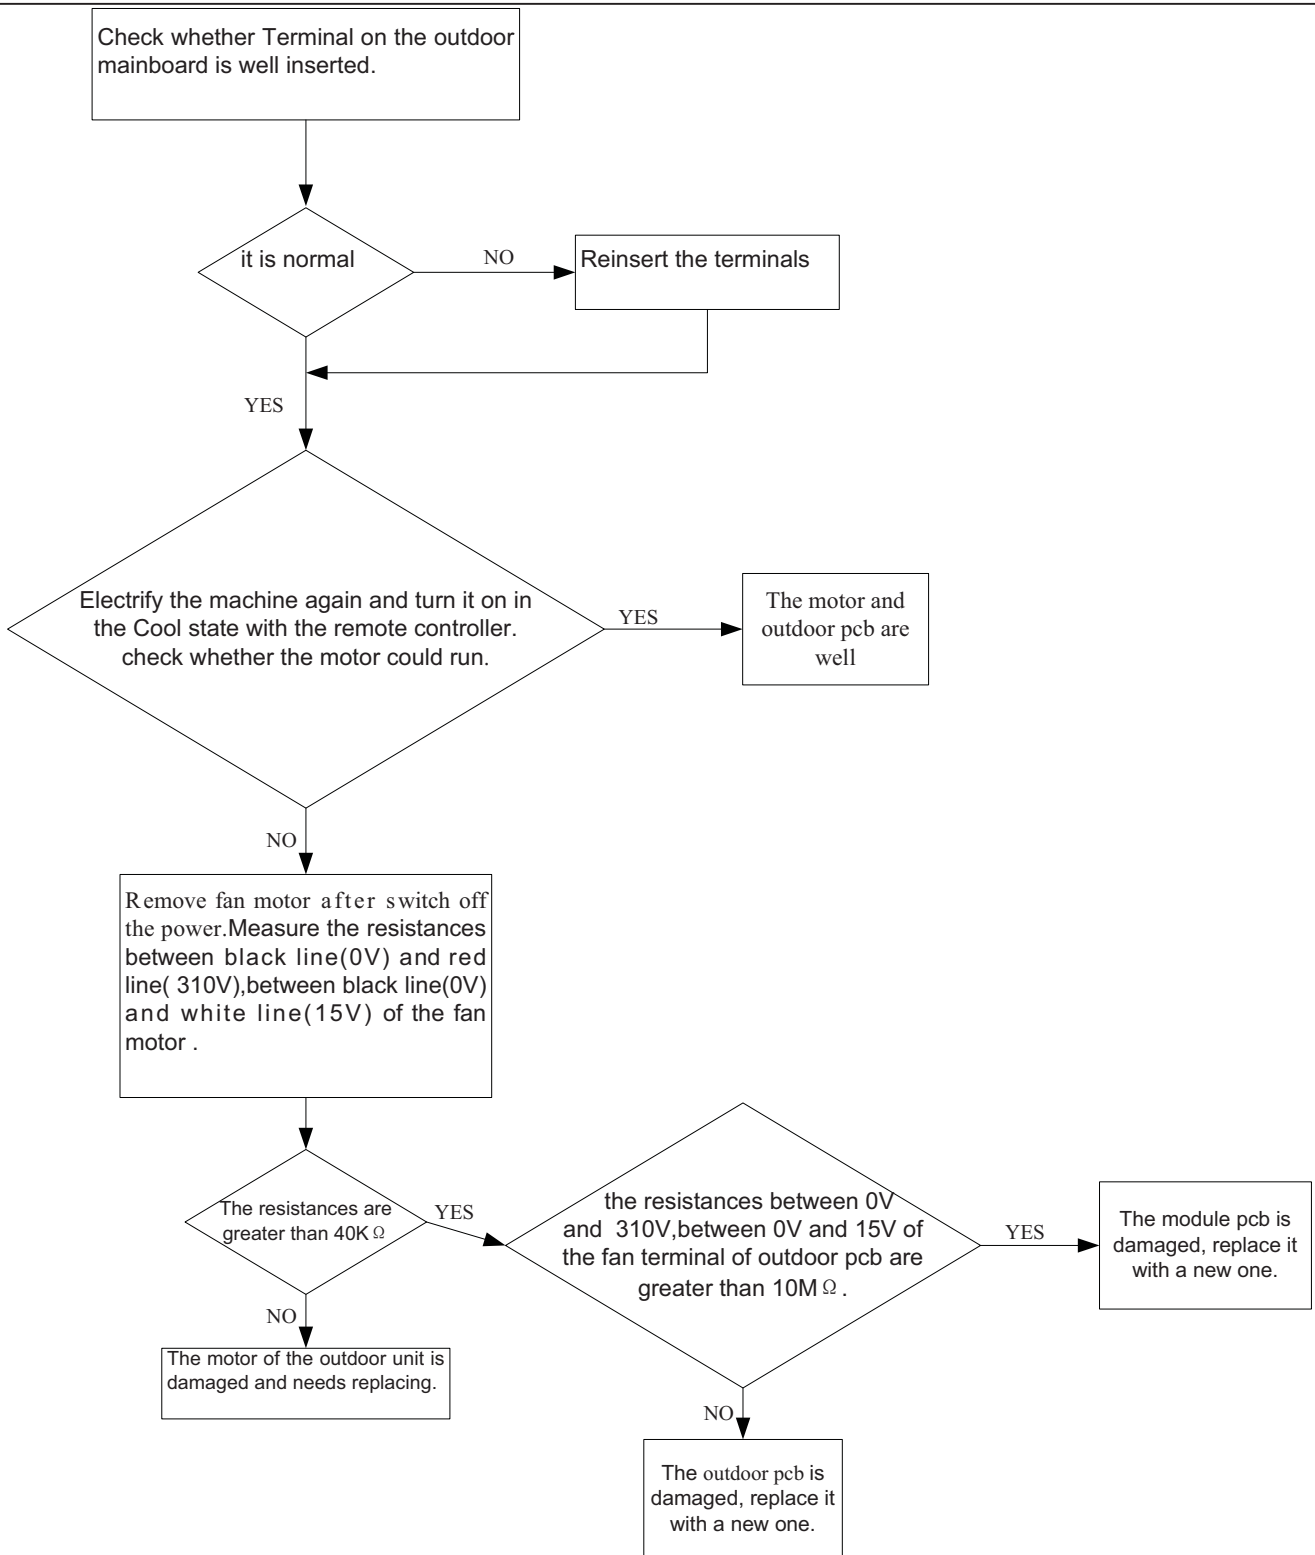 Check whether Terminal on the outdoor
mainboard is well inserted.
it is normal
NO
Reinsert the terminals
YES
Electrify the machine again and turn it on in
the Cool state with the remote controller.
check whether the motor could run.
YES
The motor and
outdoor pcb are
well
NO
Remove fan motor after switch off
the power.Measure the resistances
between black line(0V) and red
line( 310V),between black line(0V)
and white line(15V) of the fan
motor .
The resistances are
greater than 40K Ω
YES
the resistances between 0V
and 310V,between 0V and 15V of
the fan terminal of outdoor pcb are
greater than 10M Ω .
YES
The module pcb is
damaged, replace it
with a new one.
NO
The motor of the outdoor unit is
damaged and needs replacing.
NO
The outdoor pcb is
damaged, replace it
with a new one.